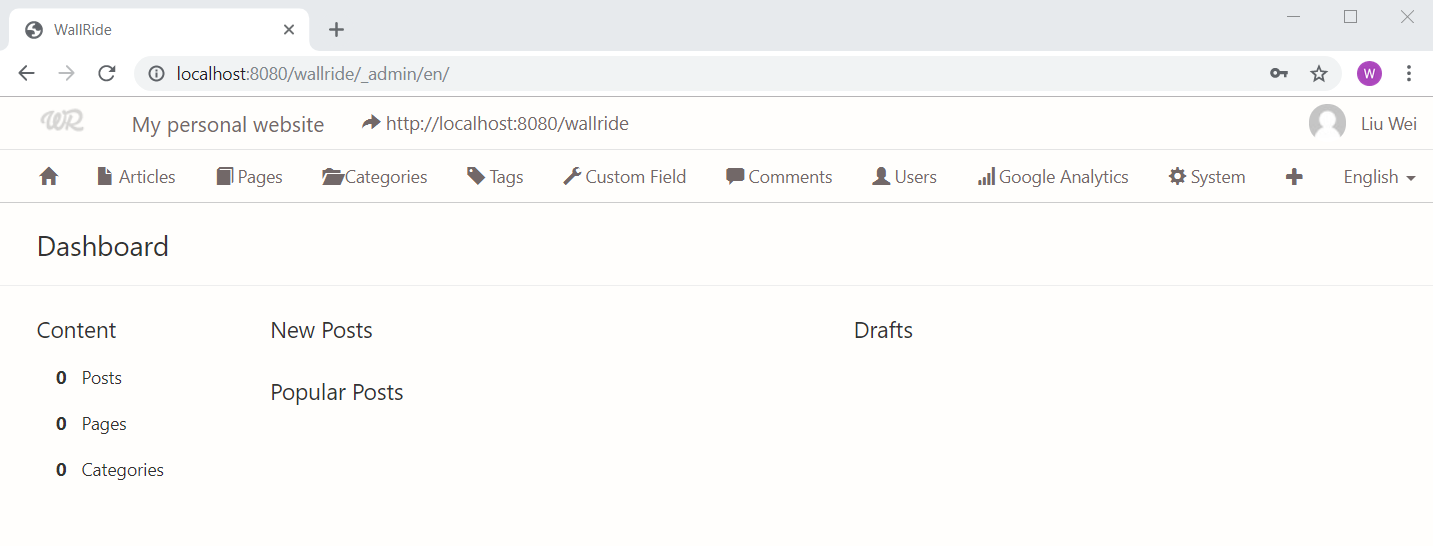 WallRide
localhost:8080/wallride/_admin/en/
W
WR
My personal website
http://localhost:8080/wallride
Liu Wei
Articles Pages Categories Tags Custom Field Comments Users Google Analytics System English
Dashboard
Content
New Posts
Drafts
0 Posts
Popular Posts
0 Pages
0 Categories